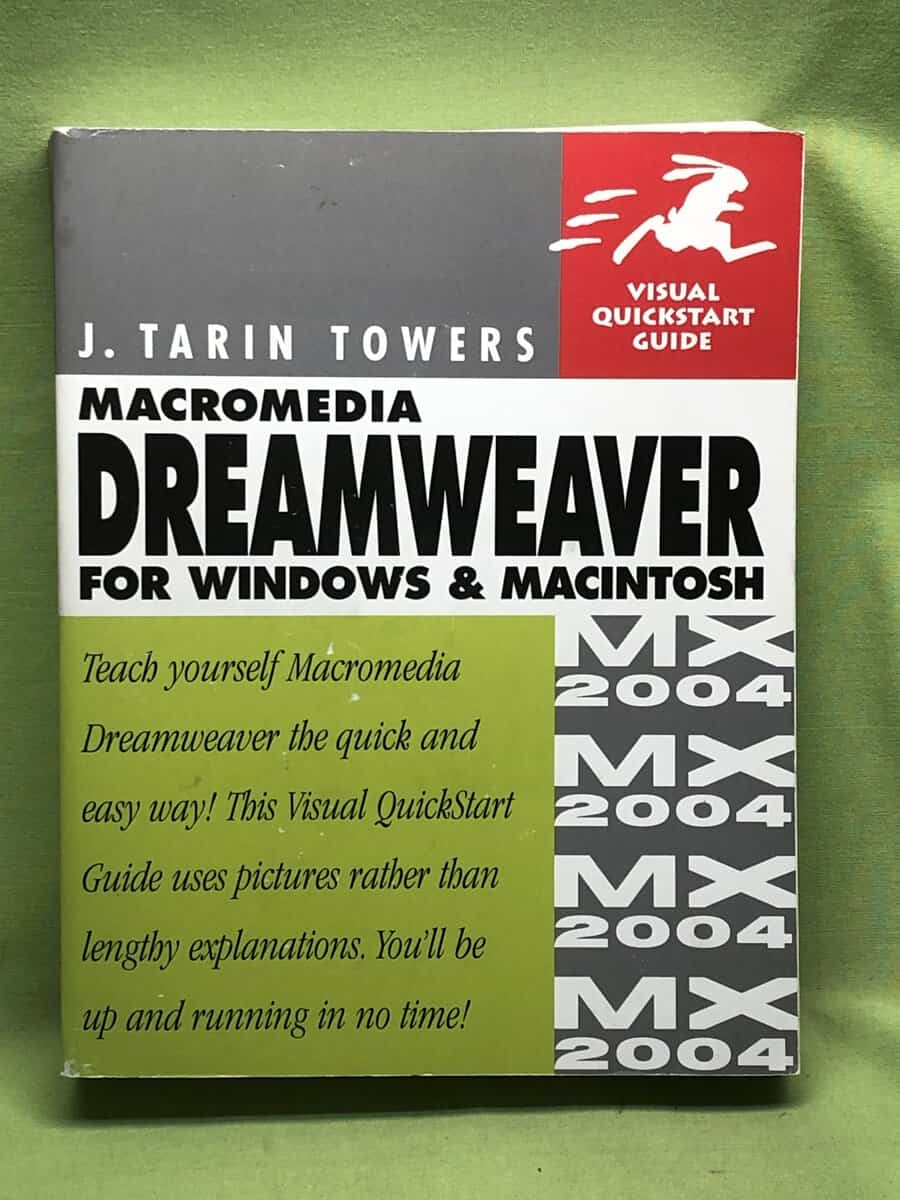 VISUAL
QUICKSTART
GUIDE
J. TARIN TOWERS
MACROMEDIA
DREAMWEAVER
FOR WINDOWS & MACINTOSH
Teach yourself Macromedia
Dreamweaver the quick and
easy way! This Visual QuickStart
Guide uses pictures rather than
lengthy explanations. You'll be
up and running in no time!
MX
2004
MX
2004
MX
2004
MX
2004